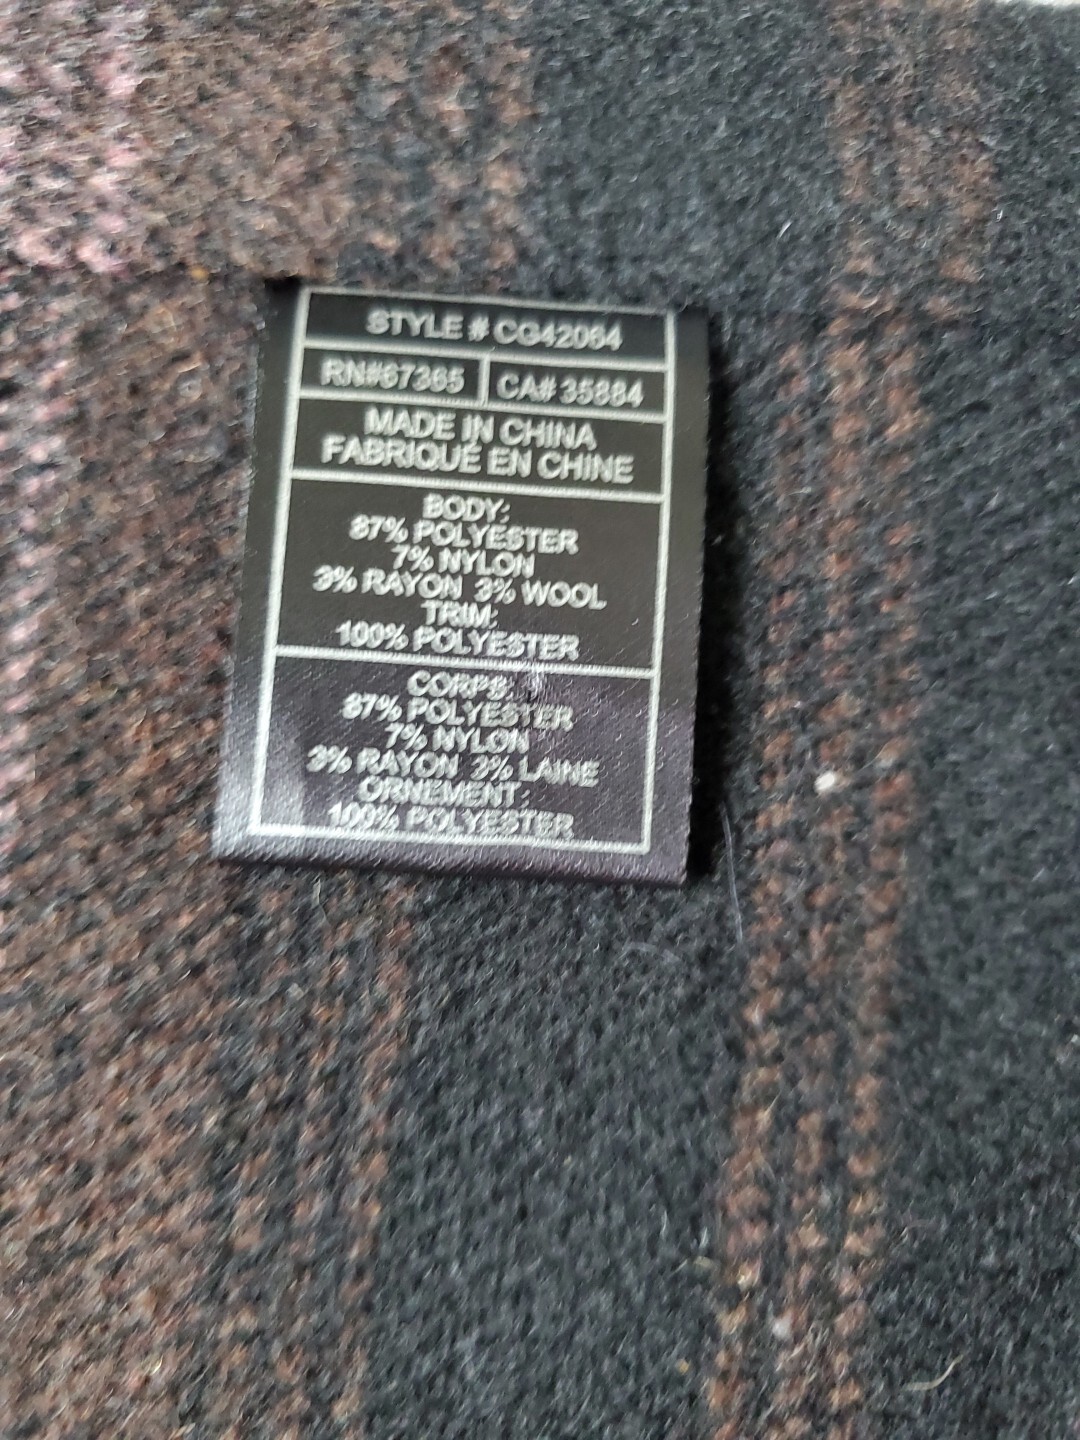 STYLE # CG42064
RN#67365 CA# 35884
MADE IN CHINA
FABRIQUÉ EN CHINE
BODY:
87% POLYESTER
7% NYLON
3% RAYON 3% WOOL
TRIM:
100% POLYESTER
CORPS:
87% POLYESTER
7% NYLON
3% RAYON 3% LAINE
ORNEMENT:
100% POLYESTER